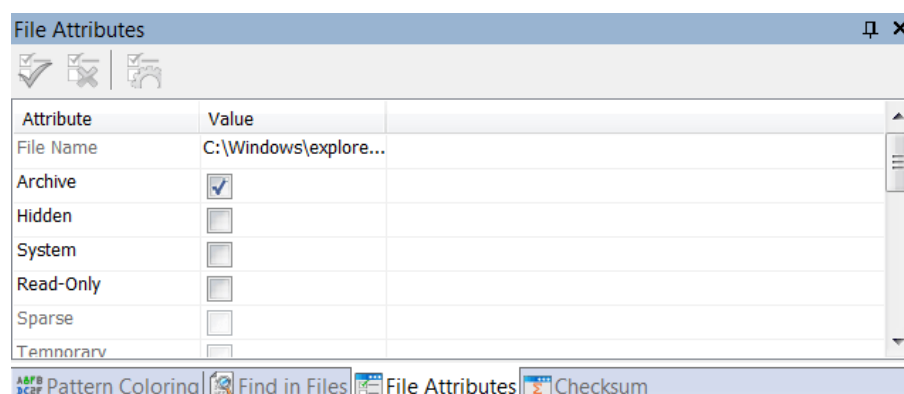 File Attributes
Attribute Value
File Name C:\Windows\explore...
Archive
Hidden
System
Read-Only
Sparse
Temporary
Pattern Coloring Find in Files File Attributes Checksum